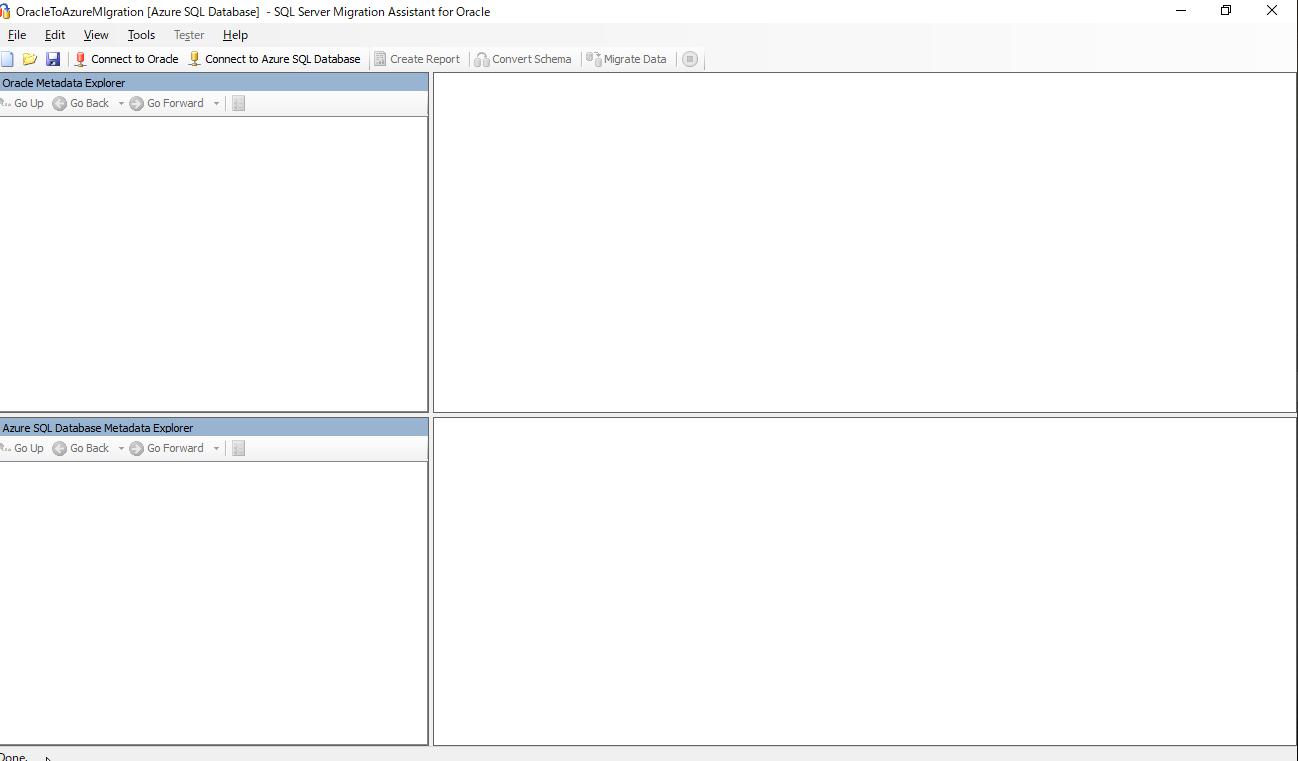 OracleToAzureMIgration [Azure SQL Database] - SQL Server Migration Assistant for Oracle
File Edit View Tools Tester Help
Connect to Oracle Connect to Azure SQL Database Create Report Convert Schema Migrate Data
Oracle Metadata Explorer
Go Up Go Back Go Forward
Azure SQL Database Metadata Explorer
Go Up Go Back Go Forward
Done.